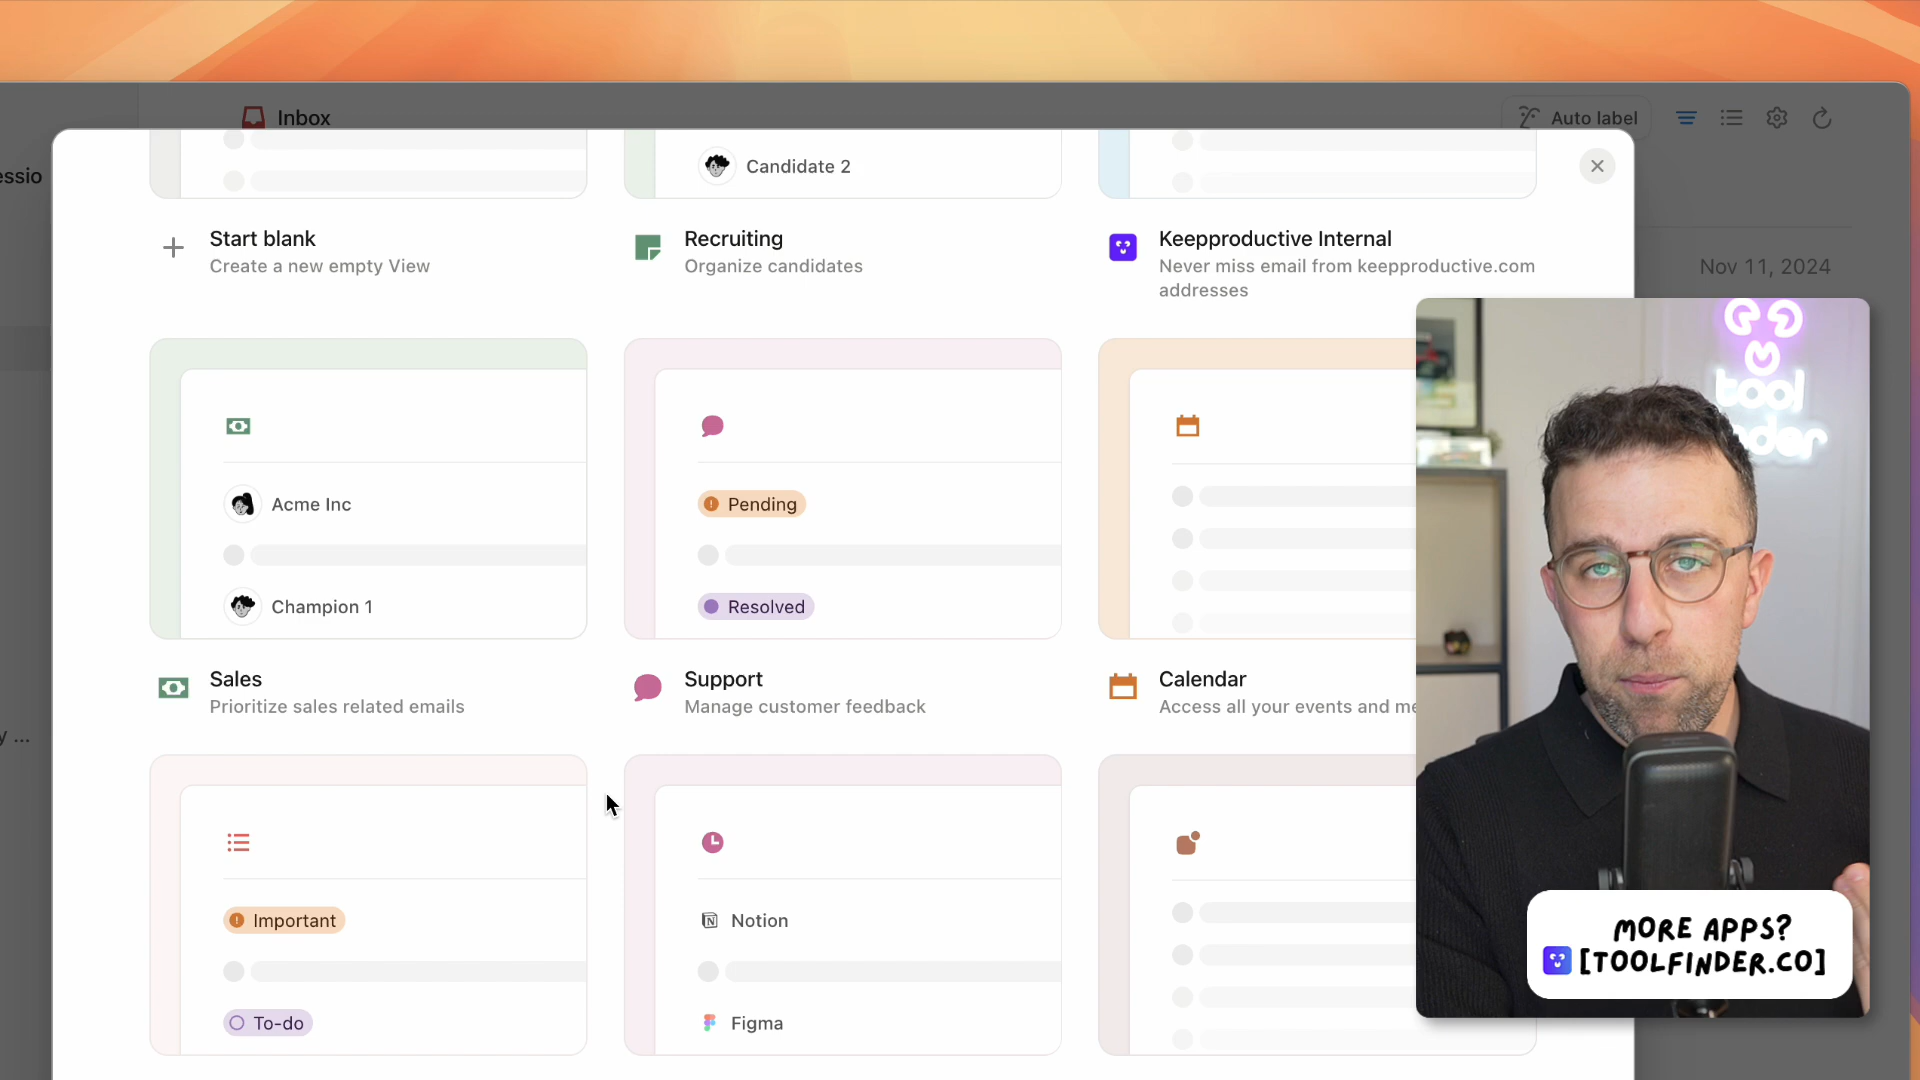 Inbox
Auto label
essio
Candidate 2
Start blank
Create a new empty View
Recruiting
Organize candidates
Keepproductive Internal
Never miss email from keepproductive.com
addresses
Nov 11, 2024
tool
finder
Acme Inc
Champion 1
Pending
Resolved
Sales
Prioritize sales related emails
Support
Manage customer feedback
Calendar
Access all your events and me
y ...
Important
To-do
Notion
Figma
MORE APPS?
[TOOLFINDER.CO]